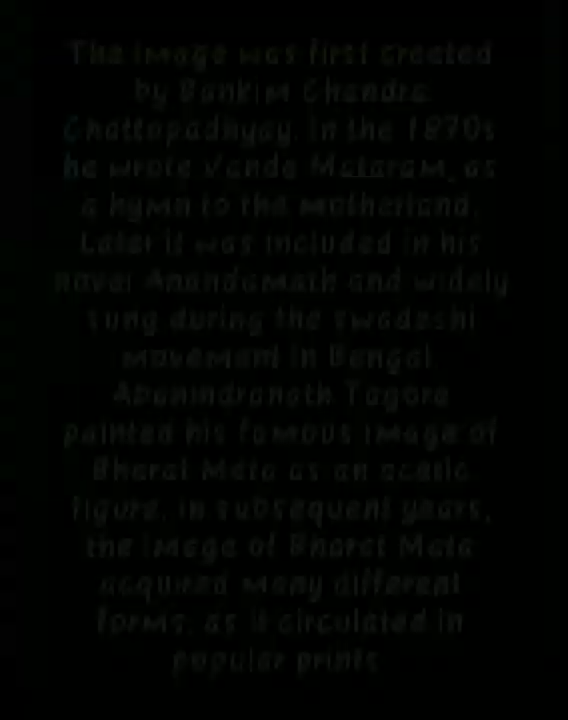 The image was first created
by Bankim Chandra
Chattopadhyay. In the 1870s
he wrote Vande Mataram, as
a hymn to the motherland.
Later it was included in his
novel Anandamath and widely
sung during the swadeshi
movement in Bengal
Abanindranath Tagore
painted his famous image of
Bharat Mata as an acetic
figure. in subsequent years,
the image of Bharat Mata
acquired many different
forms, as it circulated in
popular prints